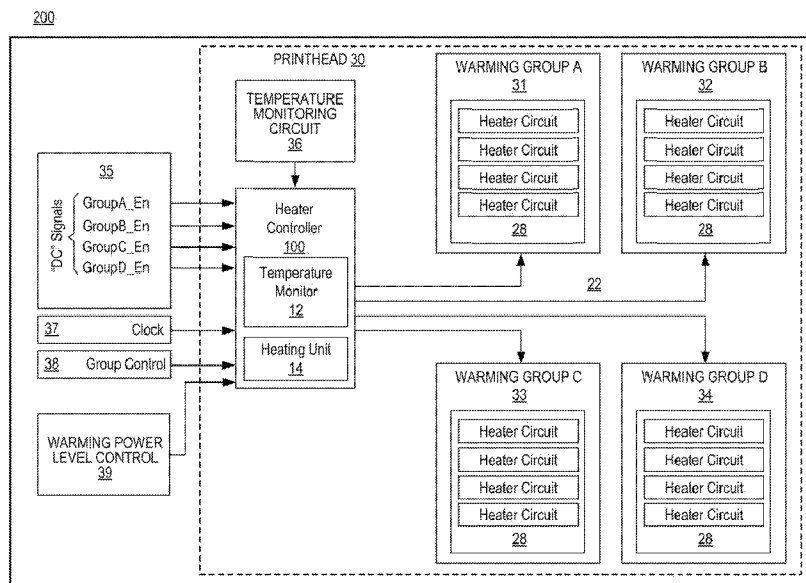 200
PRINTHEAD 30
TEMPERATURE
MONITORING
CIRCUIT
36
35
"DC" Signals
GroupA_En
GroupB_En
GroupC_En
GroupD_En
37 Clock
38 Group Control
WARMING POWER
LEVEL CONTROL
39
Heater
Controller
100
Temperature
Monitor
12
Heating Unit
14
22
WARMING GROUP A
31
Heater Circuit
Heater Circuit
Heater Circuit
Heater Circuit
28
WARMING GROUP B
32
Heater Circuit
Heater Circuit
Heater Circuit
Heater Circuit
28
WARMING GROUP C
33
Heater Circuit
Heater Circuit
Heater Circuit
Heater Circuit
28
WARMING GROUP D
34
Heater Circuit
Heater Circuit
Heater Circuit
Heater Circuit
28